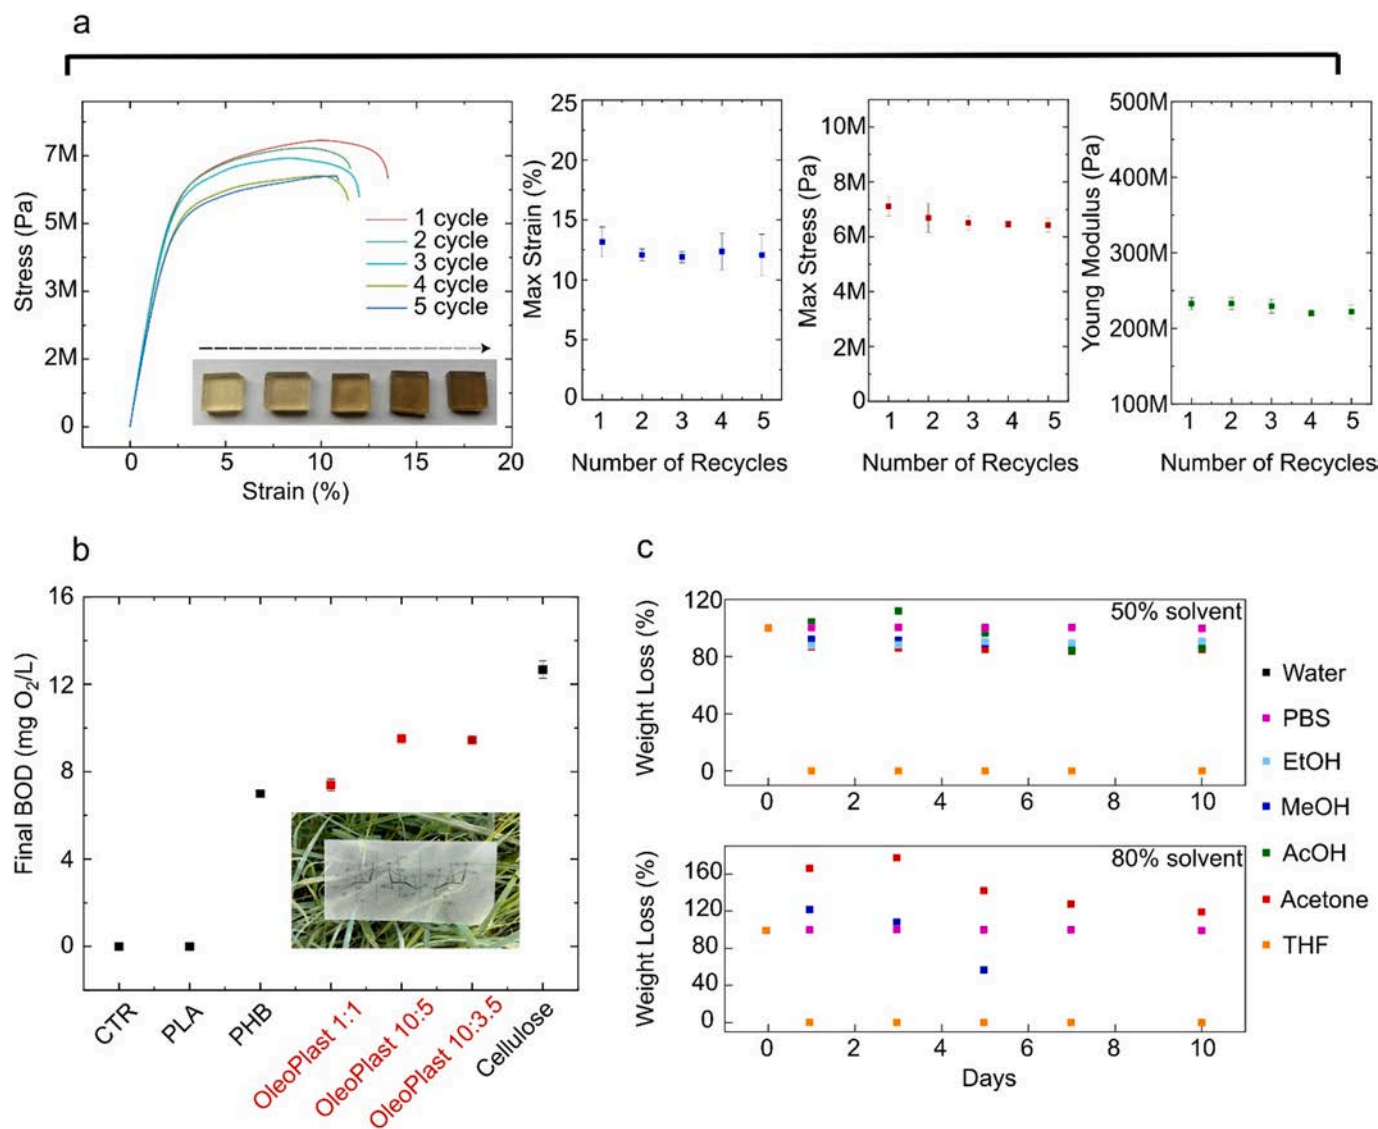 a
Stress (Pa)
7M
5M
3M
2M
0
1 cycle
2 cycle
3 cycle
4 cycle
5 cycle
0 5 10 15 20
Strain (%)
Max Strain (%)
25
20
15
10
5
0
1 2 3 4 5
Number of Recycles
Max Stress (Pa)
10M
8M
6M
4M
2M
0
1 2 3 4 5
Number of Recycles
Young Modulus (Pa)
500M
400M
300M
200M
100M
1 2 3 4 5
Number of Recycles
b
Final BOD (mg O₂/L)
16
12
8
4
0
CTR
PLA
PHB
OleoPlast 1:1
OleoPlast 10:5
OleoPlast 10:3.5
Cellulose
c
Weight Loss (%)
120
80
40
0
50% solvent
0 2 4 6 8 10
Weight Loss (%)
160
120
80
40
0
80% solvent
0 2 4 6 8 10
Days
Water
PBS
EtOH
MeOH
AcOH
Acetone
THF